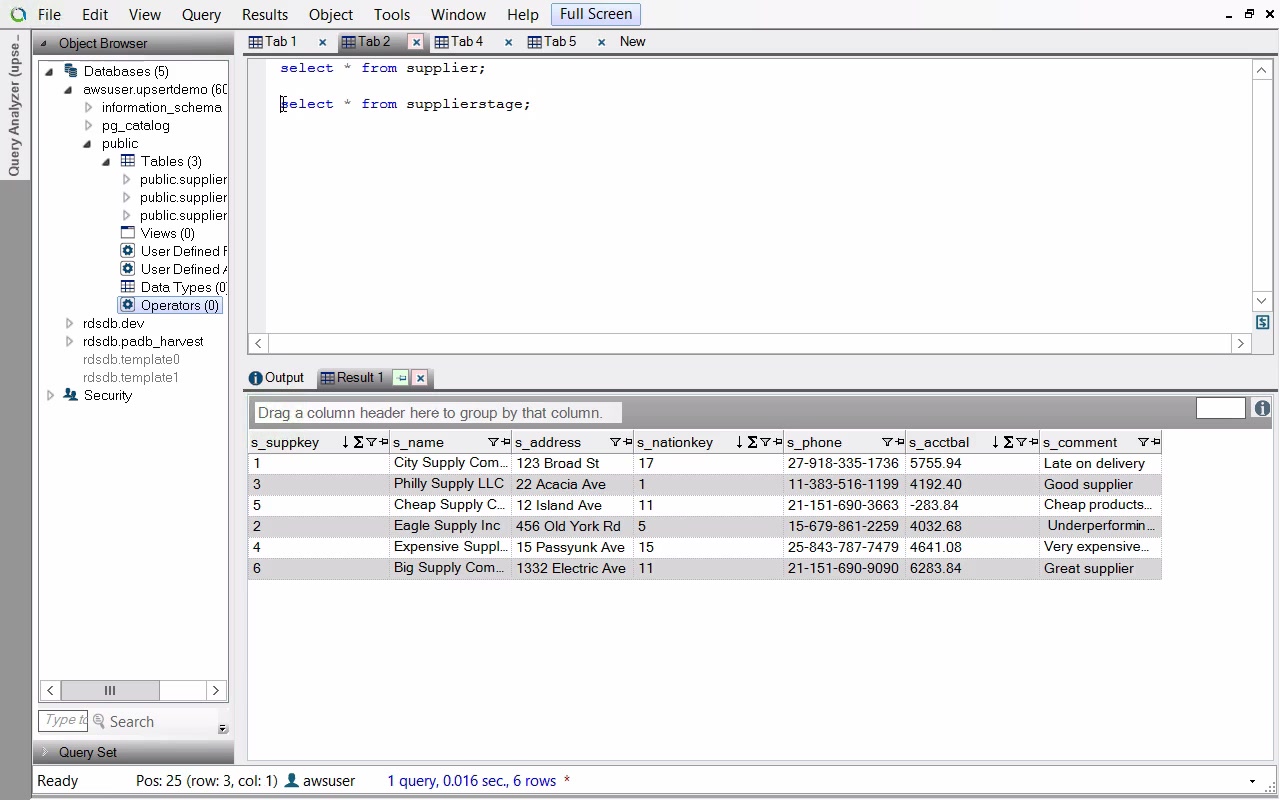 File Edit View Query Results Object Tools Window Help Full Screen
Query Analyzer (upse...
Object Browser
Databases (5)
awsuser.upsertdemo (60
information_schema
pg_catalog
public
Tables (3)
public.supplier
public.supplier
public.supplier
Views (0)
User Defined F
User Defined A
Data Types (0)
Operators (0)
rdsdb.dev
rdsdb.padb_harvest
rdsdb.template0
rdsdb.template1
Security
Type to Search
Query Set
Tab 1 Tab 2 Tab 4 Tab 5 New
select * from supplier;
select * from supplierstage;
Output Result 1
Drag a column header here to group by that column.
s_suppkey s_name s_address s_nationkey s_phone s_acctbal s_comment
1 City Supply Com... 123 Broad St 17 27-918-335-1736 5755.94 Late on delivery
3 Philly Supply LLC 22 Acacia Ave 1 11-383-516-1199 4192.40 Good supplier
5 Cheap Supply C... 12 Island Ave 11 21-151-690-3663 -283.84 Cheap products...
2 Eagle Supply Inc 456 Old York Rd 5 15-679-861-2259 4032.68 Underperformin...
4 Expensive Suppl... 15 Passyunk Ave 15 25-843-787-7479 4641.08 Very expensive...
6 Big Supply Com... 1332 Electric Ave 11 21-151-690-9090 6283.84 Great supplier
Ready Pos: 25 (row: 3, col: 1) awsuser 1 query, 0.016 sec., 6 rows *